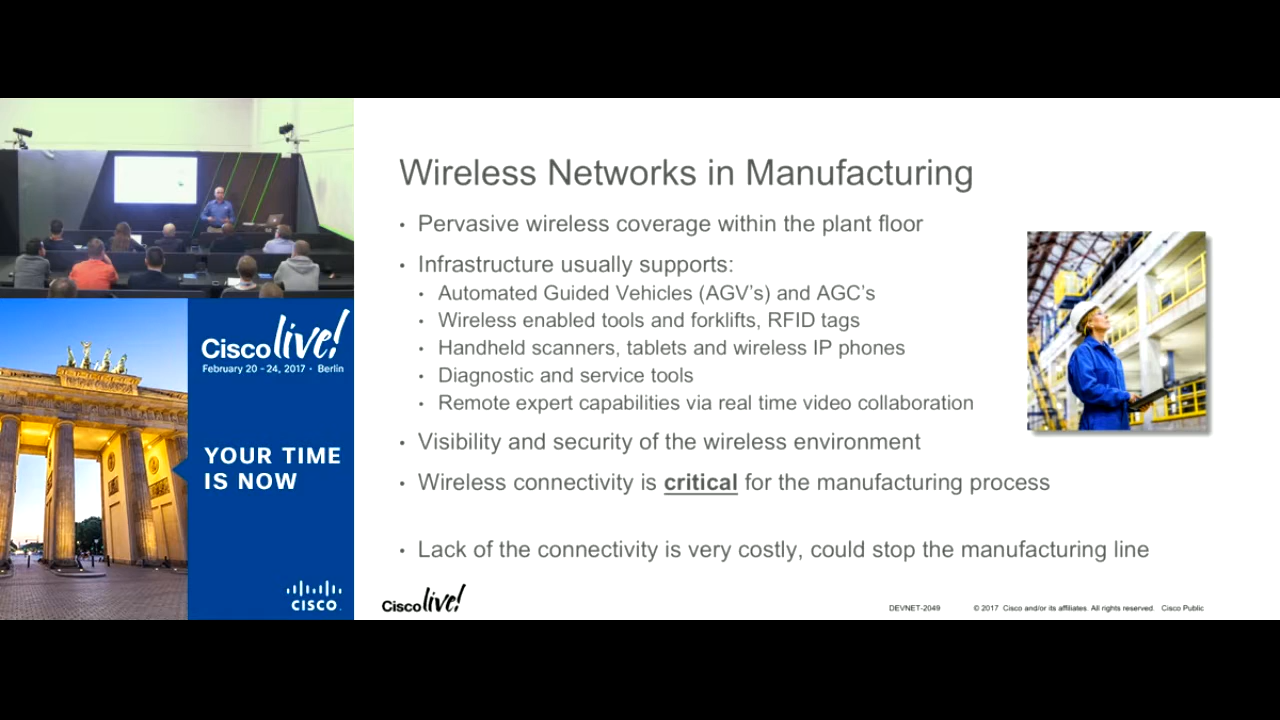 Wireless Networks in Manufacturing
• Pervasive wireless coverage within the plant floor
• Infrastructure usually supports:
• Automated Guided Vehicles (AGV's) and AGC's
• Wireless enabled tools and forklifts, RFID tags
• Handheld scanners, tablets and wireless IP phones
• Diagnostic and service tools
• Remote expert capabilities via real time video collaboration
• Visibility and security of the wireless environment
• Wireless connectivity is critical for the manufacturing process
• Lack of the connectivity is very costly, could stop the manufacturing line
Cisco live!
DEVNET-2049 © 2017 Cisco and/or its affiliates. All rights reserved. Cisco Public
Cisco live!
February 20 - 24, 2017 • Berlin
YOUR TIME
IS NOW
CISCO.